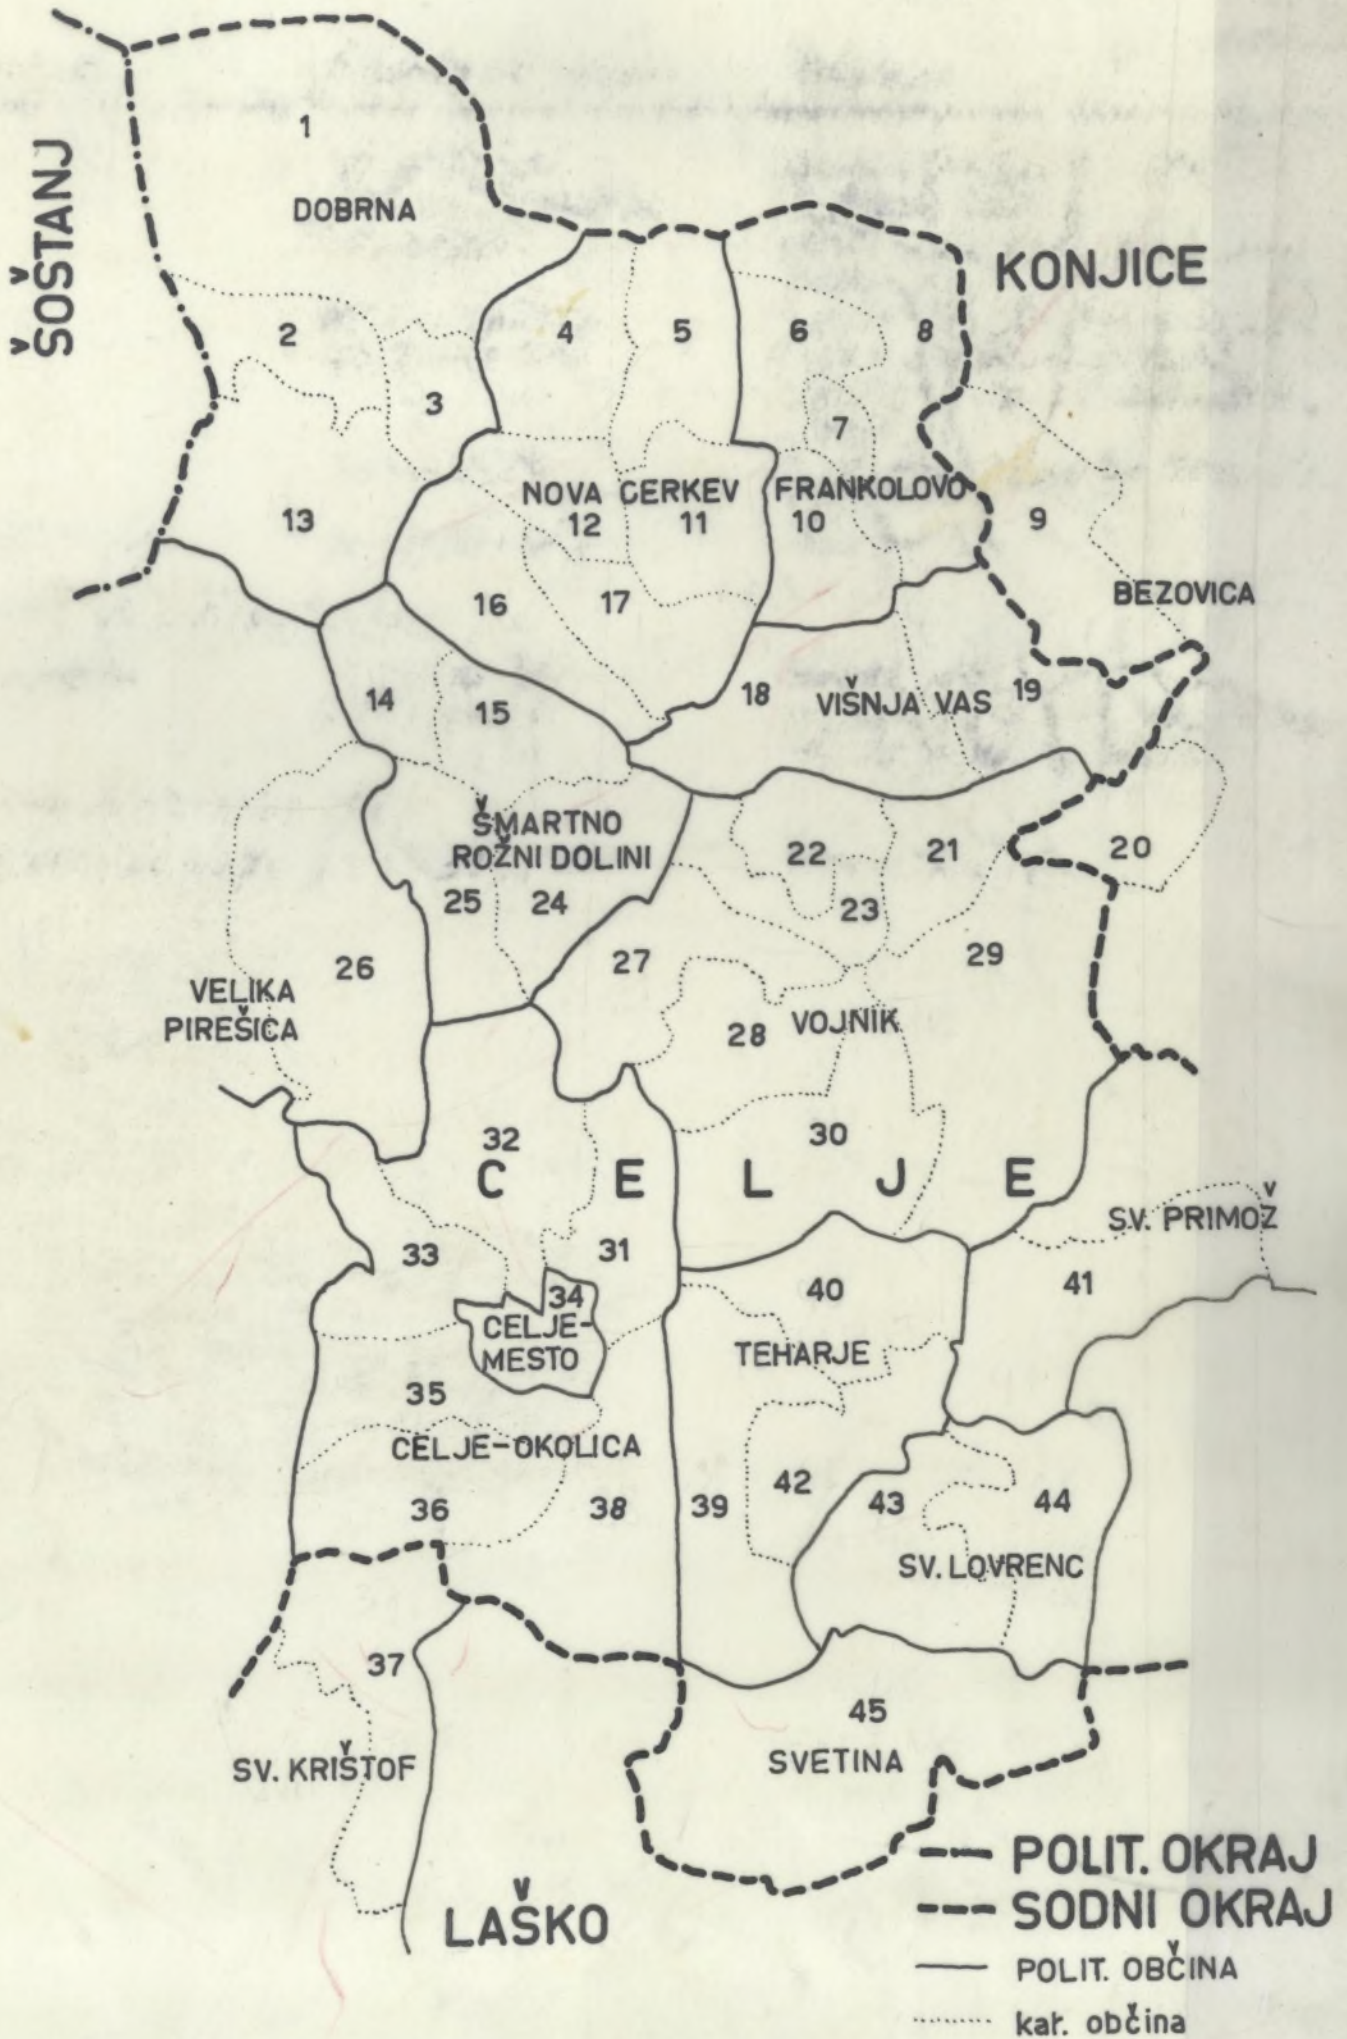 1
DOBRNA
ŠOŠTANJ
KONJICE
2
3
4
5
6
8
7
NOVA CERKEV
FRANKOLOVO
13
12
11
10
9
BEZOVICA
16
17
14
15
18
VIŠNJA VAS
19
ŠMARTNO
ROŽNI DOLINI
22
21
20
25
24
23
26
27
29
VELIKA
PIREŠICA
28
VOJNIK
32
30
C E L J E
SV. PRIMOŽ
33
31
34
40
41
CELJE-
MESTO
TEHARJE
35
CELJE-OKOLICA
36
38
39
42
43
44
SV. LOVRENC
37
45
SV. KRIŠTOF
SVETINA
LAŠKO
POLIT. OKRAJ
SODNI OKRAJ
POLIT. OBČINA
kat. občina